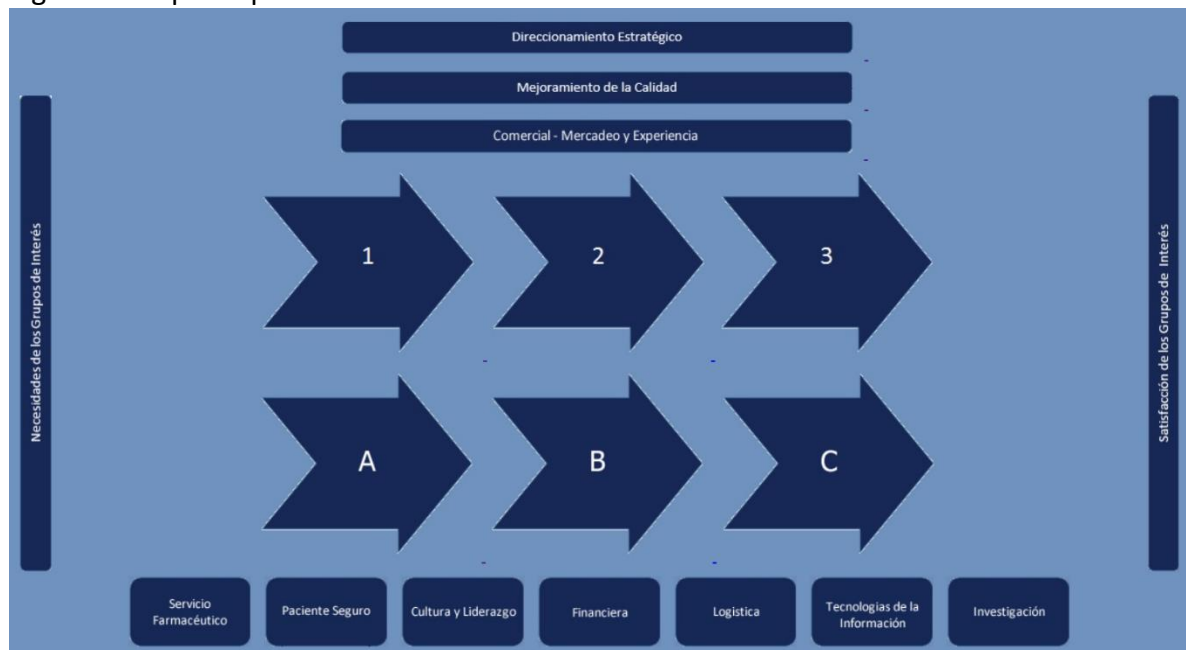 Direccionamiento Estratégico
Mejoramiento de la Calidad
Comercial - Mercadeo y Experiencia
Necesidades de los Grupos de Interés
1
2
3
A
B
C
Satisfacción de los Grupos de Interés
Servicio
Farmacéutico
Paciente Seguro
Cultura y Liderazgo
Financiera
Logistica
Tecnologias de la
Información
Investigación